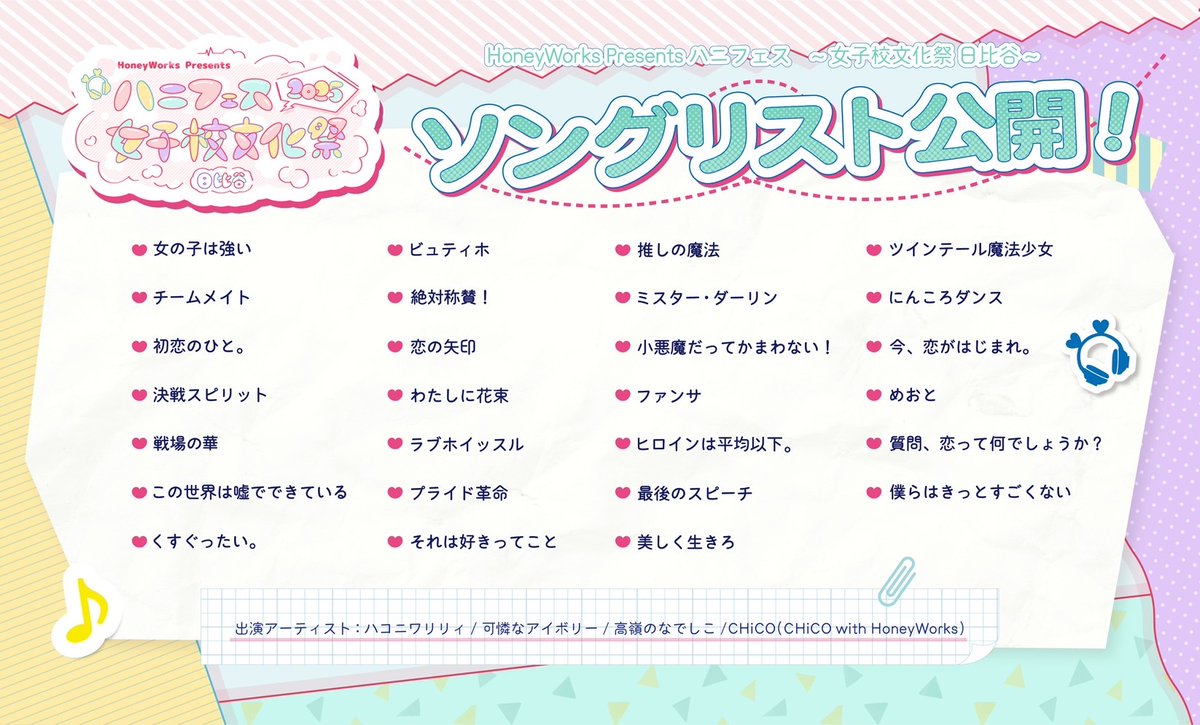 HoneyWorks Presents
ハニフェス 2025
女子校文化祭
日比谷
HoneyWorks Presents ハニフェス ～女子校文化祭 日比谷～
ソングリスト公開！
女の子は強い
チームメイト
初恋のひと。
決戦スピリット
戦場の華
この世界は嘘でできている
くすぐったい。
ビュティホ
絶対称賛！
恋の矢印
わたしに花束
ラブホイッスル
プライド革命
それは好きってこと
推しの魔法
ミスター・ダーリン
小悪魔だってかまわない！
ファンサ
ヒロインは平均以下。
最後のスピーチ
美しく生きろ
ツインテール魔法少女
にんころダンス
今、恋がはじまれ。
めおと
質問、恋って何でしょうか？
僕らはきっとすごくない
出演アーティスト：ハコニワリリィ / 可憐なアイボリー / 高嶺のなでしこ /CHiCO（CHiCO with HoneyWorks）